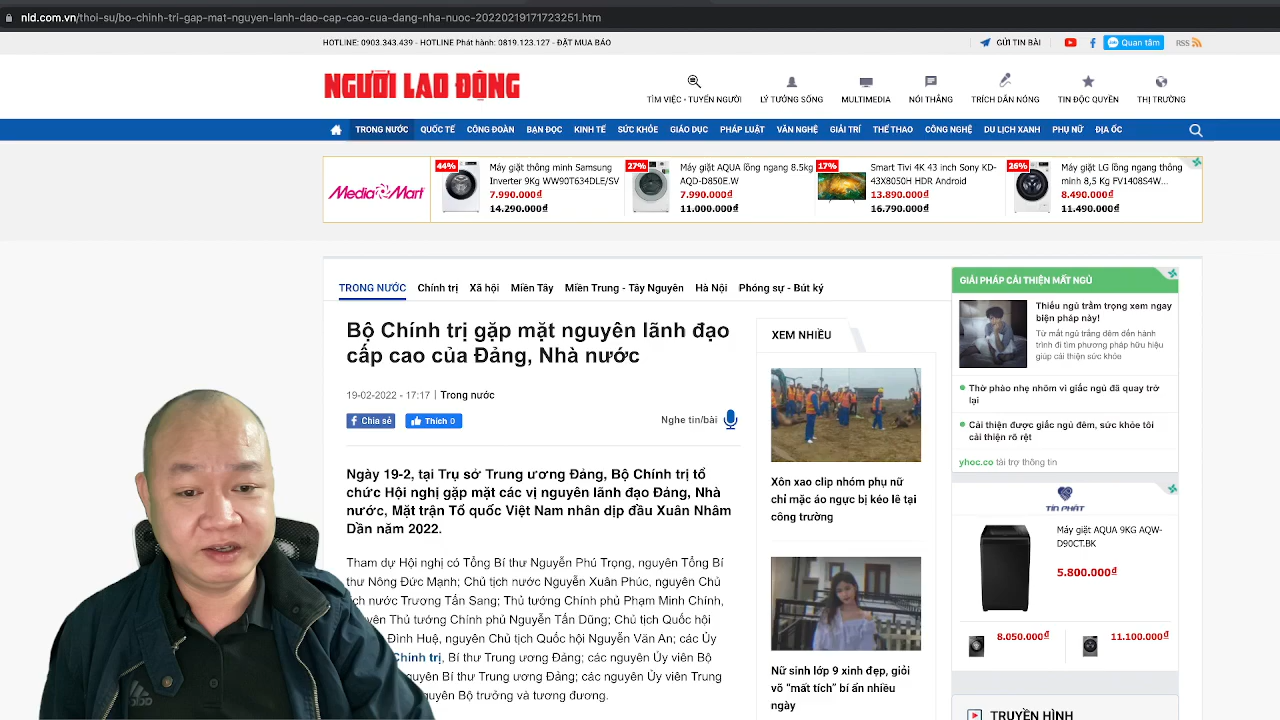 nld.com.vn/thoi-su/bo-chinh-tri-gap-mat-nguyen-lanh-dao-cap-cao-cua-dang-nha-nuoc-20220219171723251.htm
HOTLINE: 0903.343.439 - HOTLINE Phát hành: 0819.123.127 - ĐẶT MUA BÁO
GỬI TIN BÀI
Quan tâm
RSS
NGƯỜI LAO ĐỘNG
TÌM VIỆC - TUYỂN NGƯỜI
LÝ TƯỞNG SỐNG
MULTIMEDIA
NÓI THẲNG
TRÍCH DẪN NÓNG
TIN ĐỘC QUYỀN
THỊ TRƯỜNG
TRONG NƯỚC QUỐC TẾ CÔNG ĐOÀN BẠN ĐỌC KINH TẾ SỨC KHỎE GIÁO DỤC PHÁP LUẬT VĂN NGHỆ GIẢI TRÍ THỂ THAO CÔNG NGHỆ DU LỊCH XANH PHỤ NỮ ĐỊA ỐC
MediaMart
44%
Máy giặt thông minh Samsung
Inverter 9Kg WW90T634DLE/SV
7.990.000₫
14.290.000₫
27%
Máy giặt AQUA lồng ngang 8.5kg
AQD-D850E.W
7.990.000₫
11.000.000₫
17%
Smart Tivi 4K 43 inch Sony KD-
43X8050H HDR Android
13.890.000₫
16.790.000₫
26%
Máy giặt LG lồng ngang thông
minh 8,5 Kg FV1408S4W...
8.490.000₫
11.490.000₫
TRONG NƯỚC Chính trị Xã hội Miền Tây Miền Trung - Tây Nguyên Hà Nội Phóng sự - Bút ký
Bộ Chính trị gặp mặt nguyên lãnh đạo
cấp cao của Đảng, Nhà nước
19-02-2022 - 17:17 | Trong nước
Chia sẻ
Thích 0
Nghe tin/bài
Ngày 19-2, tại Trụ sở Trung ương Đảng, Bộ Chính trị tổ
chức Hội nghị gặp mặt các vị nguyên lãnh đạo Đảng, Nhà
nước, Mặt trận Tổ quốc Việt Nam nhân dịp đầu Xuân Nhâm
Dần năm 2022.
Tham dự Hội nghị có Tổng Bí thư Nguyễn Phú Trọng, nguyên Tổng Bí
thư Nông Đức Mạnh; Chủ tịch nước Nguyễn Xuân Phúc, nguyên Chủ
tịch nước Trương Tấn Sang; Thủ tướng Chính phủ Phạm Minh Chính,
nguyên Thủ tướng Chính phủ Nguyễn Tấn Dũng; Chủ tịch Quốc hội
Đình Huệ, nguyên Chủ tịch Quốc hội Nguyễn Văn An; các Ủy
Chính trị, Bí thư Trung ương Đảng; các nguyên Ủy viên Bộ
nguyên Bí thư Trung ương Đảng; các nguyên Ủy viên Trung
nguyên Bộ trưởng và tương đương.
XEM NHIỀU
Xôn xao clip nhóm phụ nữ
chỉ mặc áo ngực bị kéo lê tại
công trường
Nữ sinh lớp 9 xinh đẹp, giỏi
võ "mất tích" bí ẩn nhiều
ngày
GIẢI PHÁP CẢI THIỆN MẤT NGỦ
Thiếu ngủ trầm trọng xem ngay
biện pháp này!
Từ mất ngủ trắng đêm đến hành
trình đi tìm phương pháp hữu hiệu
giúp cải thiện sức khỏe
Thở phào nhẹ nhõm vì giấc ngủ đã quay trở
lại
Cải thiện được giấc ngủ đêm, sức khỏe tôi
cải thiện rõ rệt
yhoc.co tài trợ thông tin
TÍN PHÁT
Máy giặt AQUA 9KG AQW-
D90CT.BK
5.800.000₫
8.050.000₫
11.100.000₫
TRUYỀN HÌNH
adidas